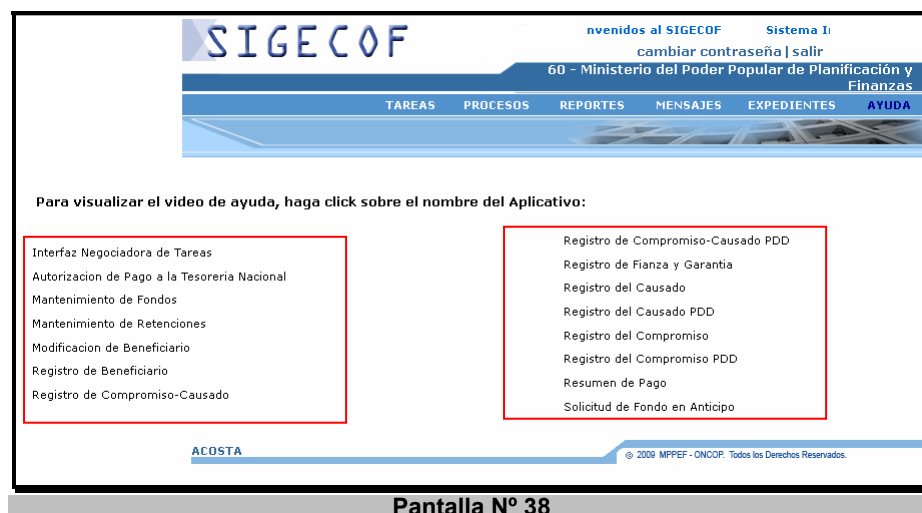 SIGECOF
nvenidos al SIGECOF Sistema I
cambiar contraseña | salir
60 - Ministerio del Poder Popular de Planificación y
Finanzas
TAREAS PROCESOS REPORTES MENSAJES EXPEDIENTES AYUDA
Para visualizar el video de ayuda, haga click sobre el nombre del Aplicativo:
Interfaz Negociadora de Tareas
Autorizacion de Pago a la Tesoreria Nacional
Mantenimiento de Fondos
Mantenimiento de Retenciones
Modificacion de Beneficiario
Registro de Beneficiario
Registro de Compromiso-Causado
Registro de Compromiso-Causado PDD
Registro de Fianza y Garantia
Registro del Causado
Registro del Causado PDD
Registro del Compromiso
Registro del Compromiso PDD
Resumen de Pago
Solicitud de Fondo en Anticipo
ACOSTA
© 2009 MPPEF - ONCOP. Todos los Derechos Reservados.
Pantalla Nº 38